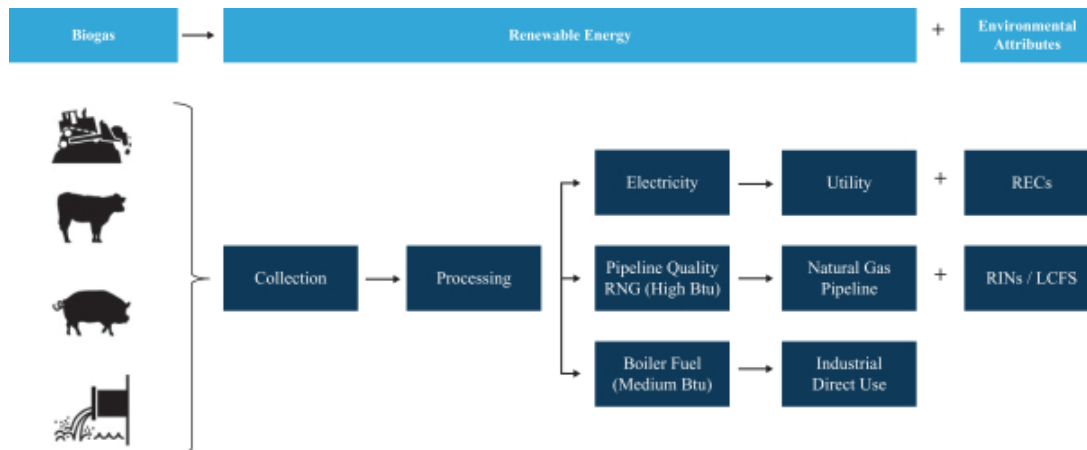 Biogas
Renewable Energy
+
Environmental
Attributes
Electricity
Utility
+
RECs
Collection
Processing
Pipeline Quality
RNG (High Btu)
Natural Gas
Pipeline
+
RINs / LCFS
Boiler Fuel
(Medium Btu)
Industrial
Direct Use